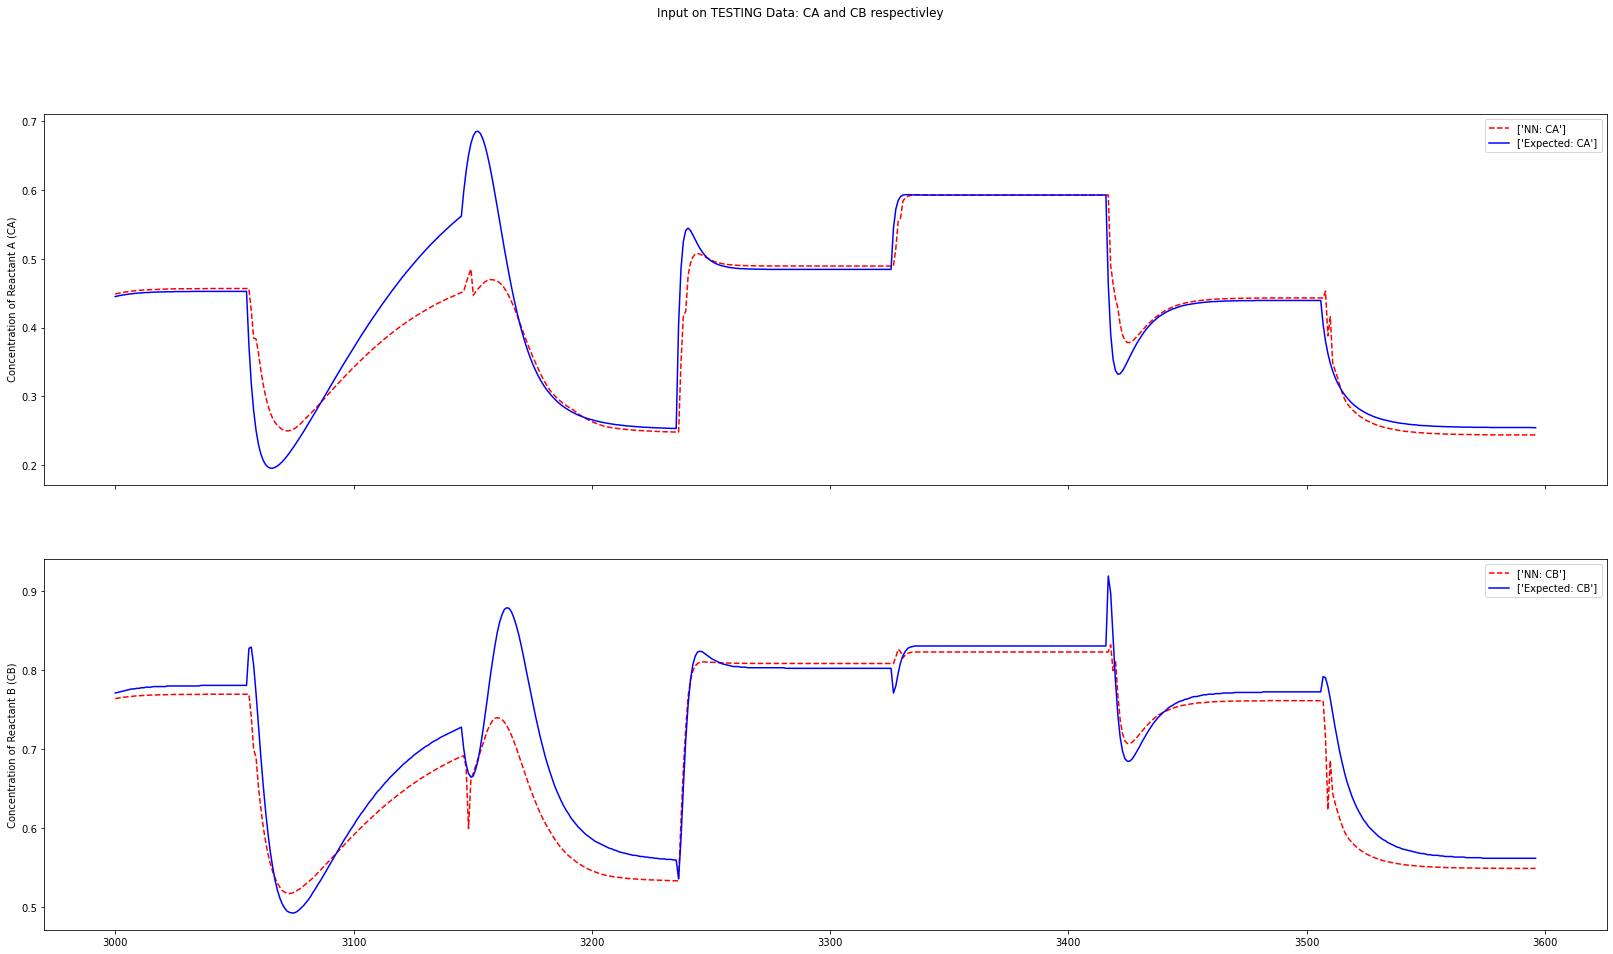 Input on TESTING Data: CA and CB respectivley
Concentration of Reactant A (CA)
0.7
0.6
0.5
0.4
0.3
0.2
['NN: CA']
['Expected: CA']
Concentration of Reactant B (CB)
0.9
0.8
0.7
0.6
0.5
['NN: CB']
['Expected: CB']
3000 3100 3200 3300 3400 3500 3600